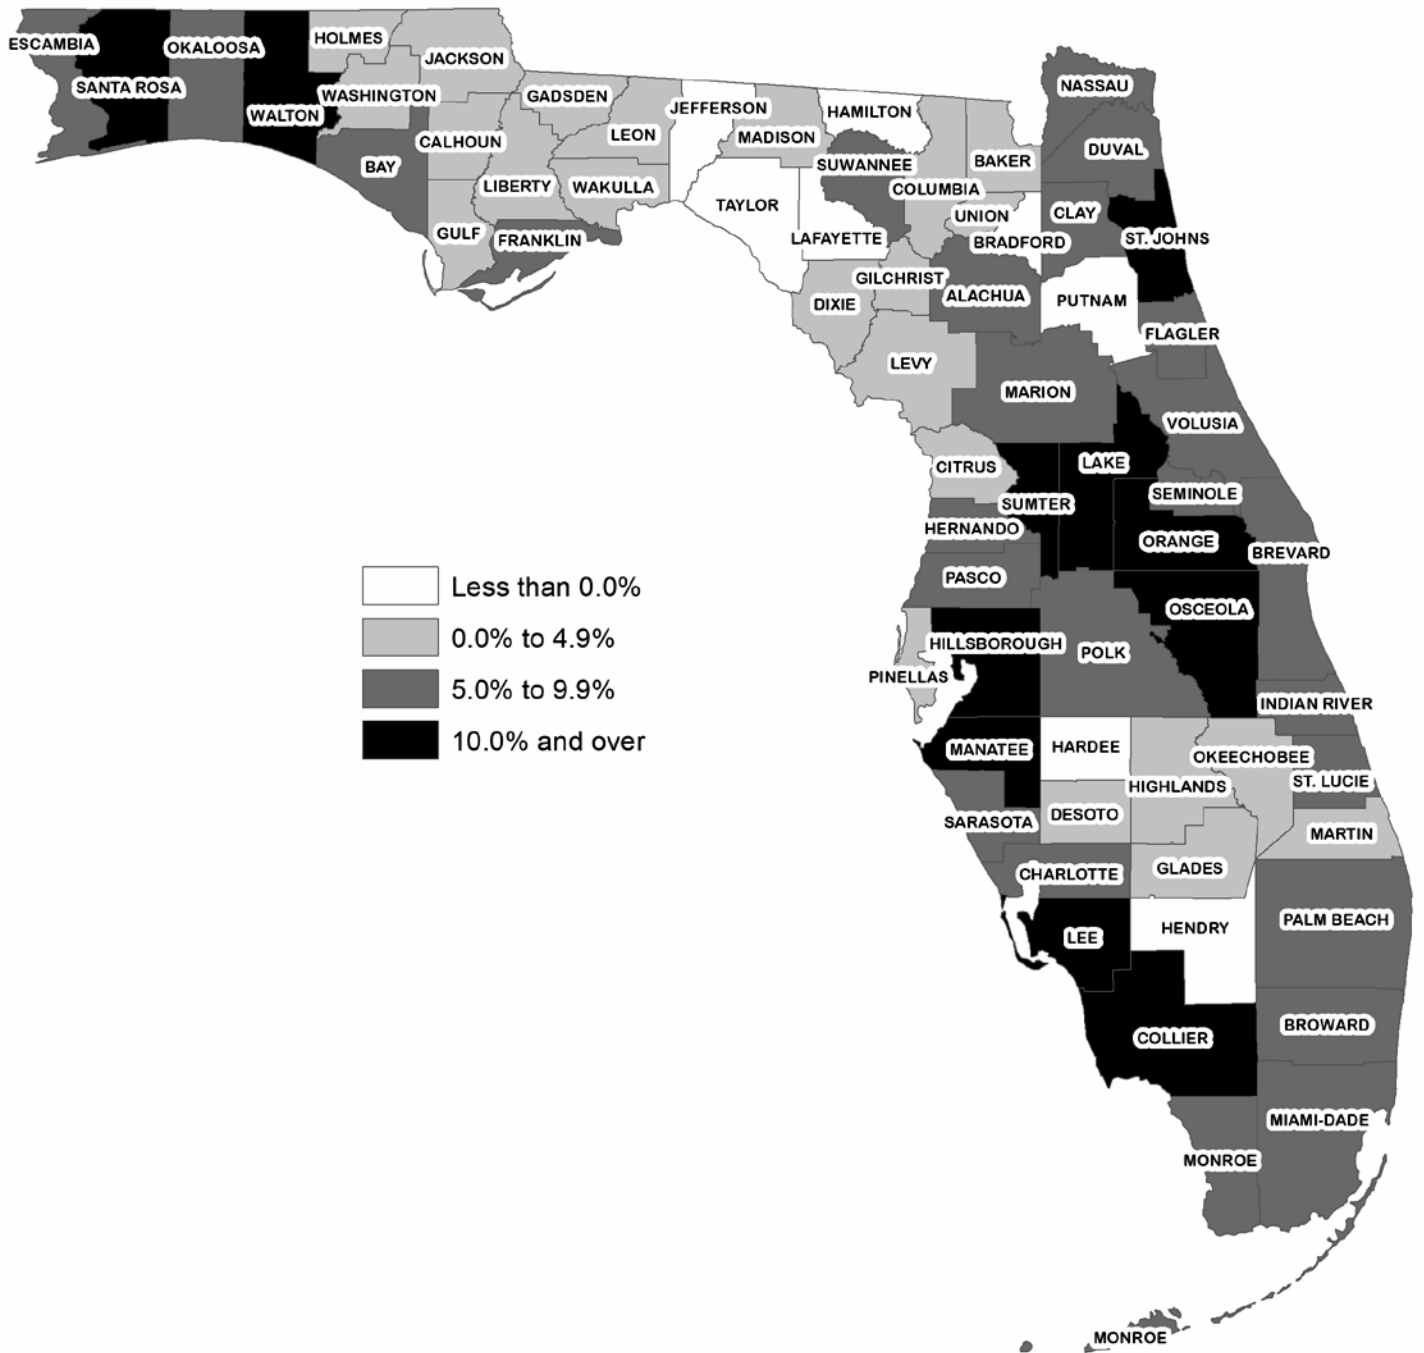 ESCAMBIA
SANTA ROSA
OKALOOSA
WALTON
HOLMES
WASHINGTON
JACKSON
BAY
CALHOUN
GULF
GADSDEN
LIBERTY
FRANKLIN
LEON
WAKULLA
JEFFERSON
MADISON
TAYLOR
HAMILTON
SUWANNEE
LAFAYETTE
COLUMBIA
BAKER
UNION
BRADFORD
NASSAU
DUVAL
CLAY
ST. JOHNS
DIXIE
GILCHRIST
ALACHUA
PUTNAM
FLAGLER
LEVY
MARION
VOLUSIA
CITRUS
SUMTER
LAKE
SEMINOLE
HERNANDO
ORANGE
BREVARD
PASCO
OSCEOLA
HILLSBOROUGH
POLK
PINELLAS
INDIAN RIVER
MANATEE
HARDEE
OKEECHOBEE
HIGHLANDS
ST. LUCIE
SARASOTA
DESOTO
MARTIN
CHARLOTTE
GLADES
LEE
HENDRY
PALM BEACH
COLLIER
BROWARD
MIAMI-DADE
MONROE
MONROE
Less than 0.0%
0.0% to 4.9%
5.0% to 9.9%
10.0% and over